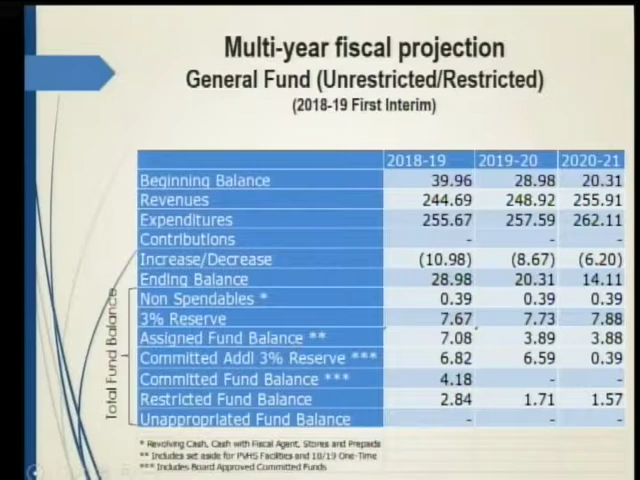 Multi-year fiscal projection
General Fund (Unrestricted/Restricted)
(2018-19 First Interim)
2018-19 2019-20 2020-21
Beginning Balance 39.96 28.98 20.31
Revenues 244.69 248.92 255.91
Expenditures 255.67 257.59 262.11
Contributions - - -
Increase/Decrease (10.98) (8.67) (6.20)
Ending Balance 28.98 20.31 14.11
Non Spendables * 0.39 0.39 0.39
3% Reserve 7.67 7.73 7.88
Assigned Fund Balance ** 7.08 3.89 3.88
Committed Addl 3% Reserve *** 6.82 6.59 0.39
Committed Fund Balance *** 4.18 - -
Restricted Fund Balance 2.84 1.71 1.57
Unappropriated Fund Balance - - -
Total Fund Balance
* Revolving Cash, Cash with Fiscal Agent, Stores and Prepaids
** Includes set aside for PVHS Facilities and 18/19 One-Time
*** Includes Board Approved Committed Funds